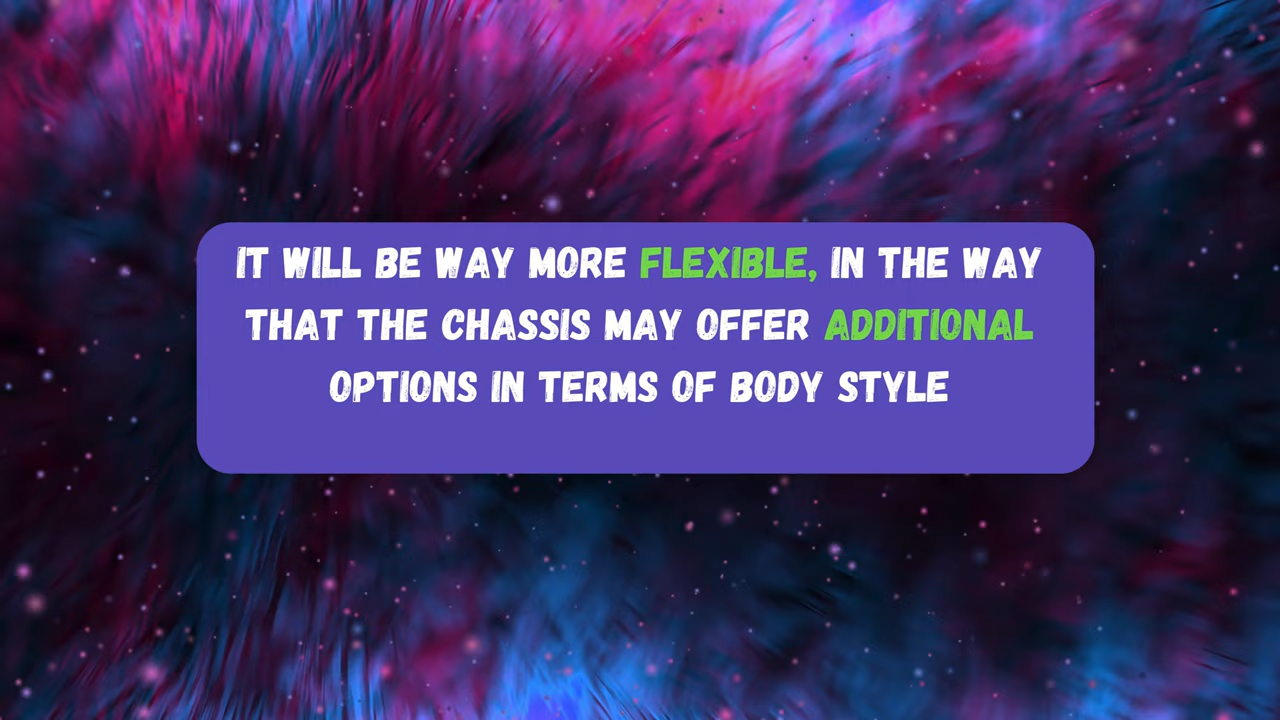 IT WILL BE WAY MORE FLEXIBLE, IN THE WAY
THAT THE CHASSIS MAY OFFER ADDITIONAL
OPTIONS IN TERMS OF BODY STYLE